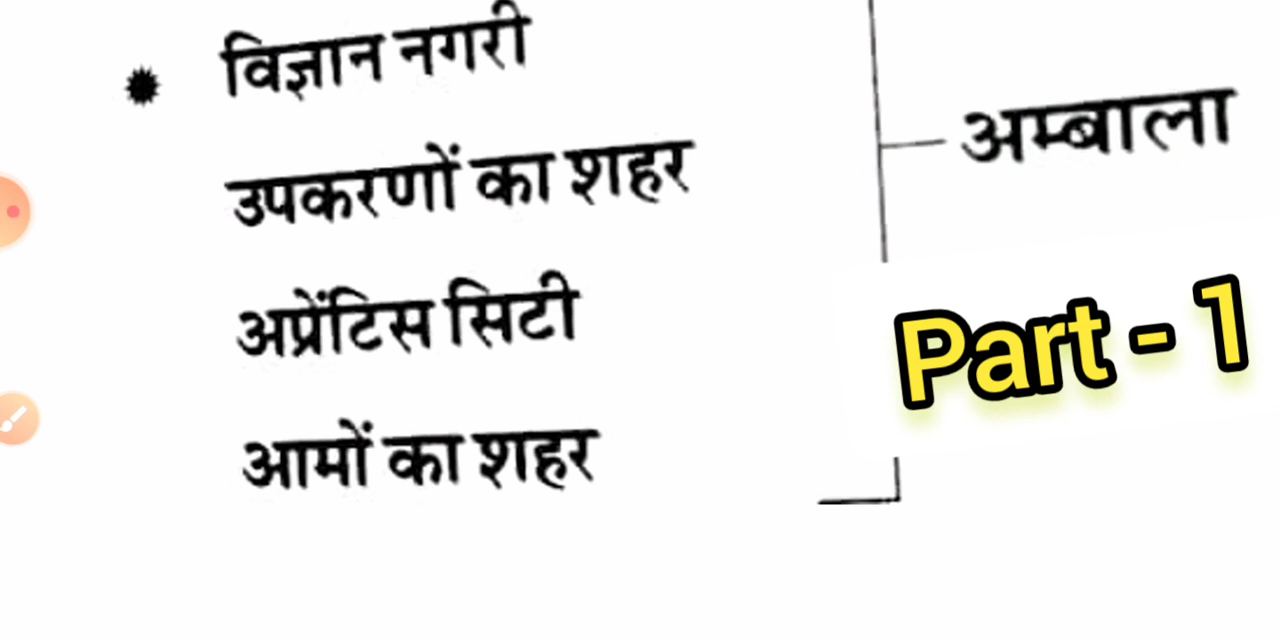 विज्ञान नगरी
उपकरणों का शहर
अम्बाला
अप्रेंटिस सिटी
Part - 1
आमों का शहर